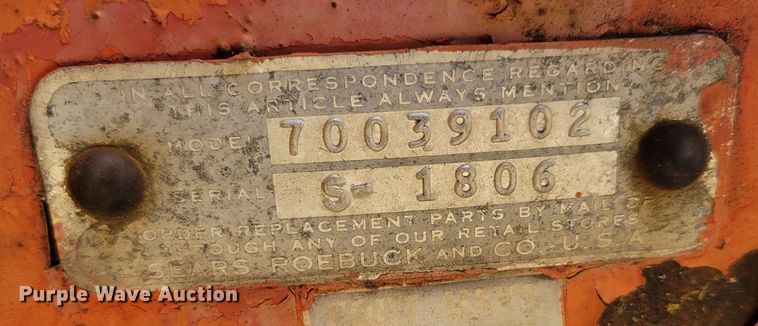 IN ALL CORRESPONDENCE REGARDING
THIS ARTICLE ALWAYS MENTION
MODEL 70039102
SERIAL S- 1806
ORDER REPLACEMENT PARTS BY MAIL OR
THROUGH ANY OF OUR RETAIL STORES
SEARS ROEBUCK AND CO.-U.S.A.
Purple Wave Auction